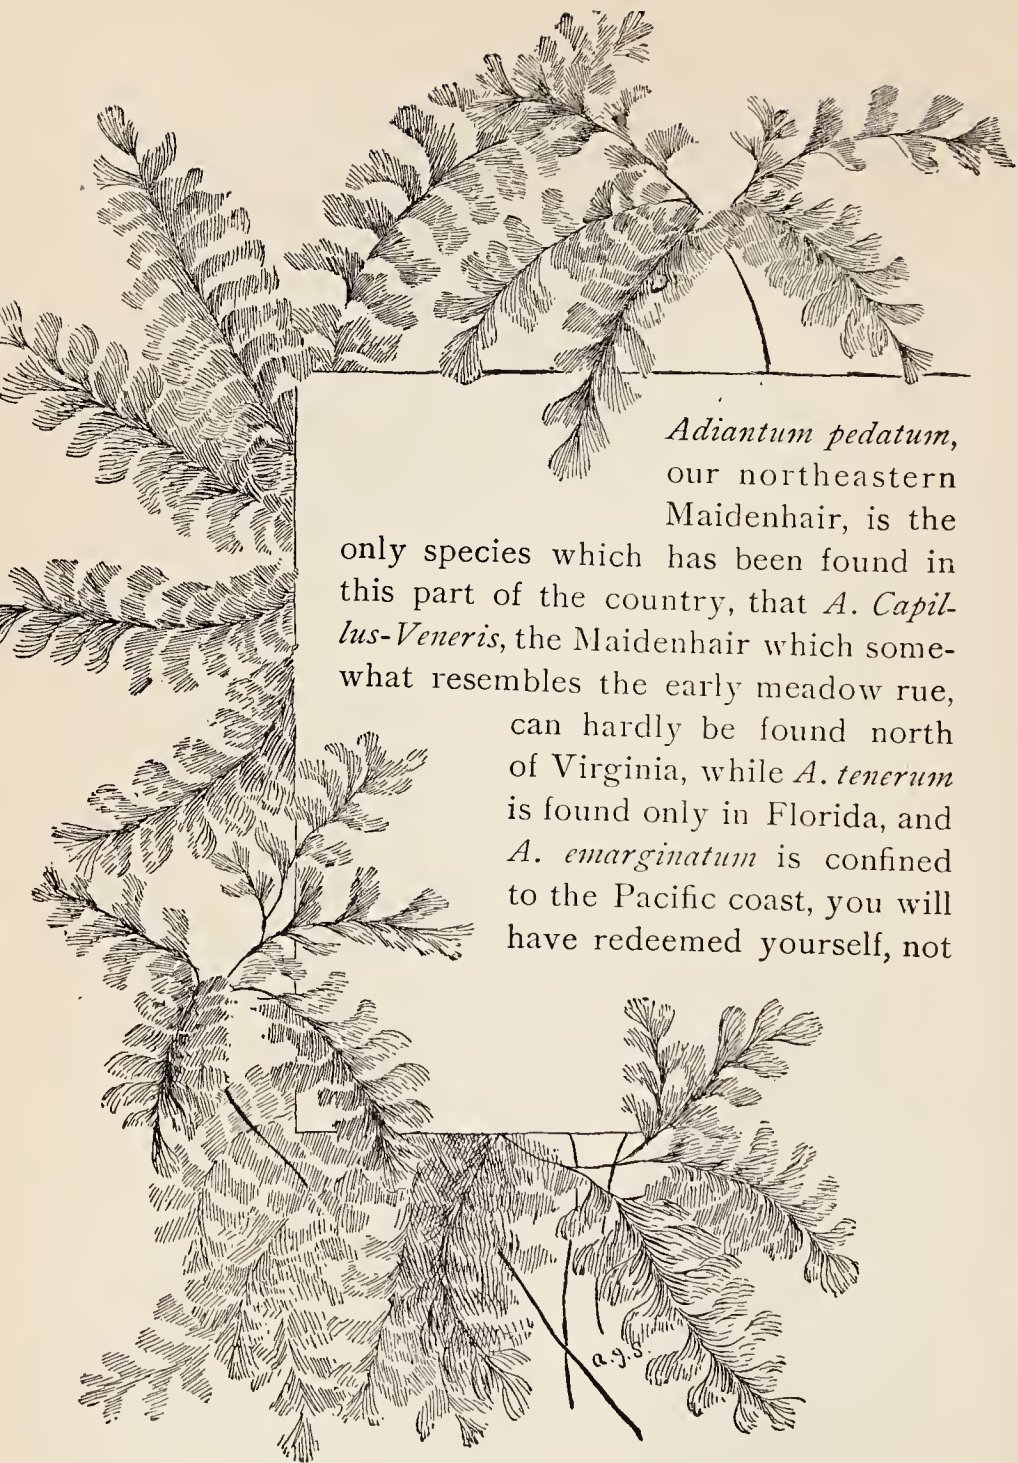 Adiantum pedatum,
our northeastern
Maidenhair, is the
only species which has been found in
this part of the country, that A. Capil-
lus-Veneris, the Maidenhair which some-
what resembles the early meadow rue,
can hardly be found north
of Virginia, while A. tenerum
is found only in Florida, and
A. emarginatum is confined
to the Pacific coast, you will
have redeemed yourself, not
a.g.s.